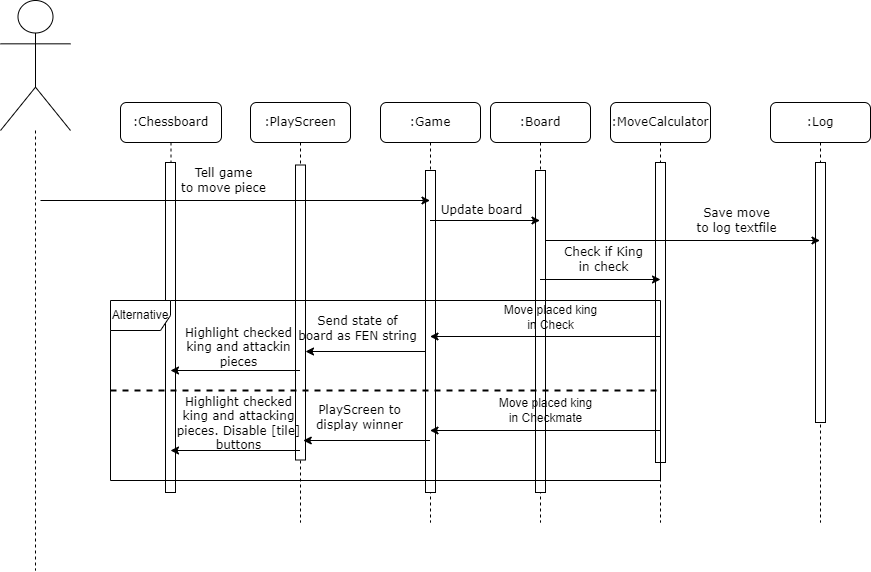 :Chessboard
:PlayScreen
:Game
:Board
:MoveCalculator
:Log
Tell game
to move piece
Update board
Save move
to log textfile
Check if King
in check
Alternative
Move placed king
in Check
Send state of
board as FEN string
Highlight checked
king and attackin
pieces
Move placed king
in Checkmate
PlayScreen to
display winner
Highlight checked
king and attacking
pieces. Disable [tile]
buttons